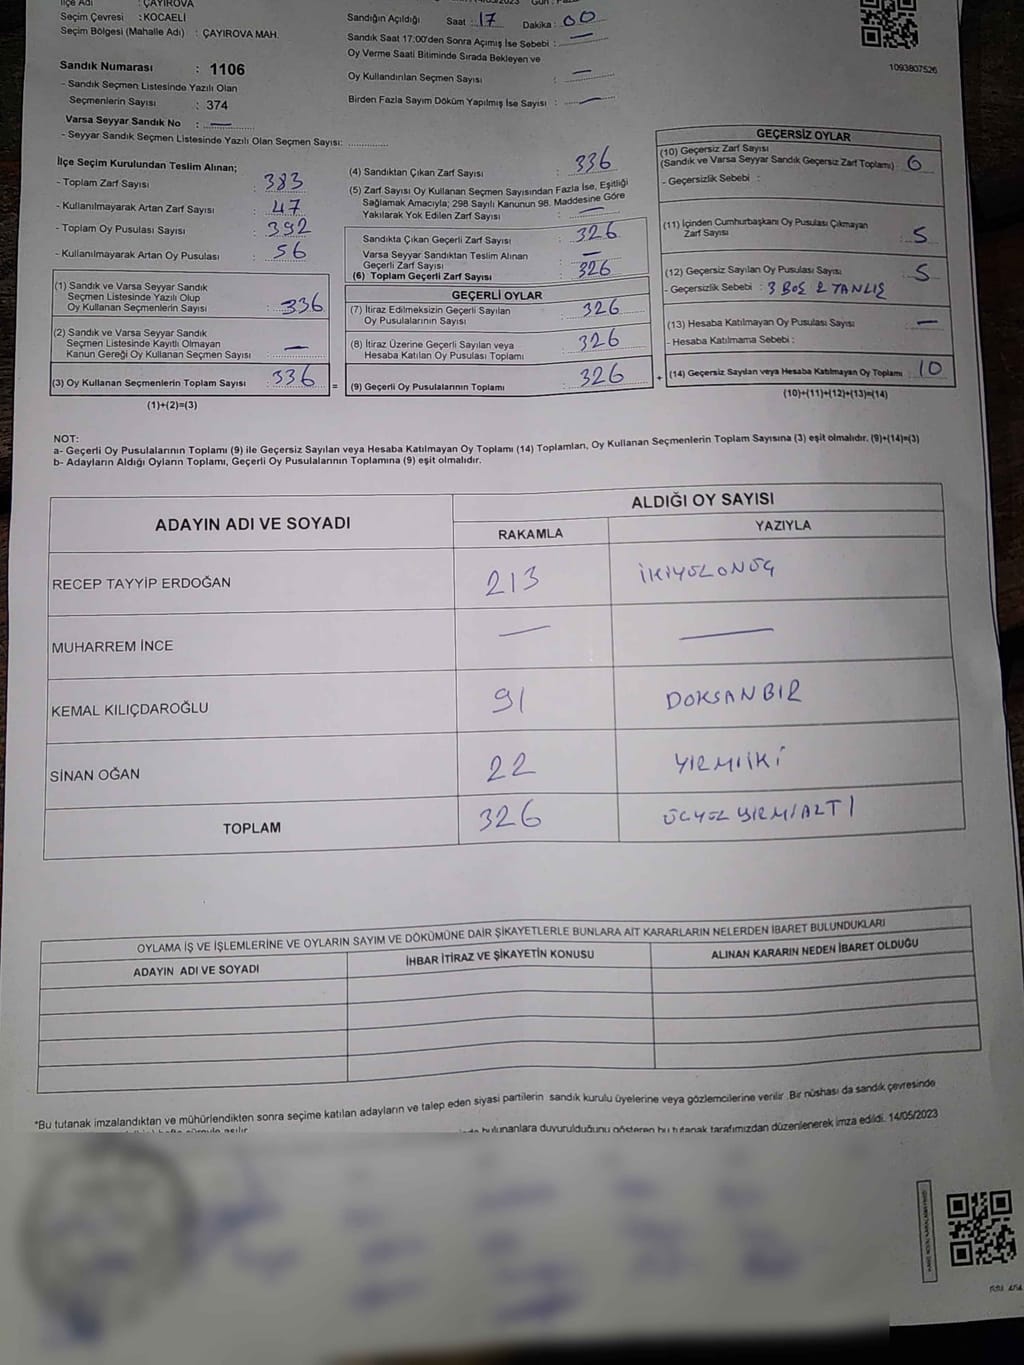 İlçe Adı : ÇAYIROVA
Seçim Çevresi : KOCAELİ
Seçim Bölgesi (Mahalle Adı) : ÇAYIROVA MAH.
Sandık Numarası : 1106
- Sandık Seçmen Listesinde Yazılı Olan
Seçmenlerin Sayısı : 374
Varsa Seyyar Sandık No : —
- Seyyar Sandık Seçmen Listesinde Yazılı Olan Seçmen Sayısı:
Sandığın Açıldığı Saat : 17 Dakika : 00
Sandık Saat 17:00'den Sonra Açımış İse Sebebi : —
Oy Verme Saati Bitiminde Sırada Bekleyen ve
Oy Kullandırılan Seçmen Sayısı : —
Birden Fazla Sayım Döküm Yapılmış İse Sayısı : —
1093807526
İlçe Seçim Kurulundan Teslim Alınan;
- Toplam Zarf Sayısı : 383
- Kullanılmayarak Artan Zarf Sayısı : 47
- Toplam Oy Pusulası Sayısı : 392
- Kullanılmayarak Artan Oy Pusulası : 56
(1) Sandık ve Varsa Seyyar Sandık
Seçmen Listesinde Yazılı Olup
Oy Kullanan Seçmenlerin Sayısı : 336
(2) Sandık ve Varsa Seyyar Sandık
Seçmen Listesinde Kayıtlı Olmayan
Kanun Gereği Oy Kullanan Seçmen Sayısı : —
(3) Oy Kullanan Seçmenlerin Toplam Sayısı : 336 =
(1)+(2)=(3)
(4) Sandıktan Çıkan Zarf Sayısı : 336
(5) Zarf Sayısı Oy Kullanan Seçmen Sayısından Fazla İse, Eşitliği
Sağlamak Amacıyla; 298 Sayılı Kanunun 98. Maddesine Göre
Yakılarak Yok Edilen Zarf Sayısı : —
Sandıkta Çıkan Geçerli Zarf Sayısı : 326
Varsa Seyyar Sandıktan Teslim Alınan
Geçerli Zarf Sayısı : —
(6) Toplam Geçerli Zarf Sayısı : 326
GEÇERLİ OYLAR
(7) İtiraz Edilmeksizin Geçerli Sayılan
Oy Pusulalarının Sayısı : 326
(8) İtiraz Üzerine Geçerli Sayılan veya
Hesaba Katılan Oy Pusulası Toplamı : 326
(9) Geçerli Oy Pusulalarının Toplamı : 326 +
GEÇERSİZ OYLAR
(10) Geçersiz Zarf Sayısı
(Sandık ve Varsa Seyyar Sandık Geçersiz Zarf Toplamı) : 6
- Geçersizlik Sebebi :
(11) İçinden Cumhurbaşkanı Oy Pusulası Çıkmayan
Zarf Sayısı : 5
(12) Geçersiz Sayılan Oy Pusulası Sayısı : 5
- Geçersizlik Sebebi : 3 BOŞ 2 YANLIŞ
(13) Hesaba Katılmayan Oy Pusulası Sayısı : —
- Hesaba Katılmama Sebebi :
(14) Geçersiz Sayılan veya Hesaba Katılmayan Oy Toplamı : 10
(10)+(11)+(12)+(13)=(14)
NOT:
a- Geçerli Oy Pusulalarının Toplamı (9) ile Geçersiz Sayılan veya Hesaba Katılmayan Oy Toplamı (14) Toplamları, Oy Kullanan Seçmenlerin Toplam Sayısına (3) eşit olmalıdır. (9)+(14)=(3)
b- Adayların Aldığı Oyların Toplamı, Geçerli Oy Pusulalarının Toplamına (9) eşit olmalıdır.
ADAYIN ADI VE SOYADI
ALDIĞI OY SAYISI
RAKAMLA YAZIYLA
RECEP TAYYİP ERDOĞAN 213 İKİYÜZONÜÇ
MUHARREM İNCE — —
KEMAL KILIÇDAROĞLU 91 DOKSANBİR
SİNAN OĞAN 22 YİRMİİKİ
TOPLAM 326 ÜÇYÜZYİRMİALTI
OYLAMA İŞ VE İŞLEMLERİNE VE OYLARIN SAYIM VE DÖKÜMÜNE DAİR ŞİKAYETLERLE BUNLARA AİT KARARLARIN NELERDEN İBARET BULUNDUKLARI
ADAYIN ADI VE SOYADI İHBAR İTİRAZ VE ŞİKAYETİN KONUSU ALINAN KARARIN NEDEN İBARET OLDUĞU
*Bu tutanak imzalandıktan ve mühürlendikten sonra seçime katılan adayların ve talep eden siyasi partilerin sandık kurulu üyelerine veya gözlemcilerine verilir. Bir nüshası da sandık çevresinde
bulunanlara duyurulduğunu gösteren bu tutanak tarafımızdan düzenlenerek imza edildi. 14/05/2023